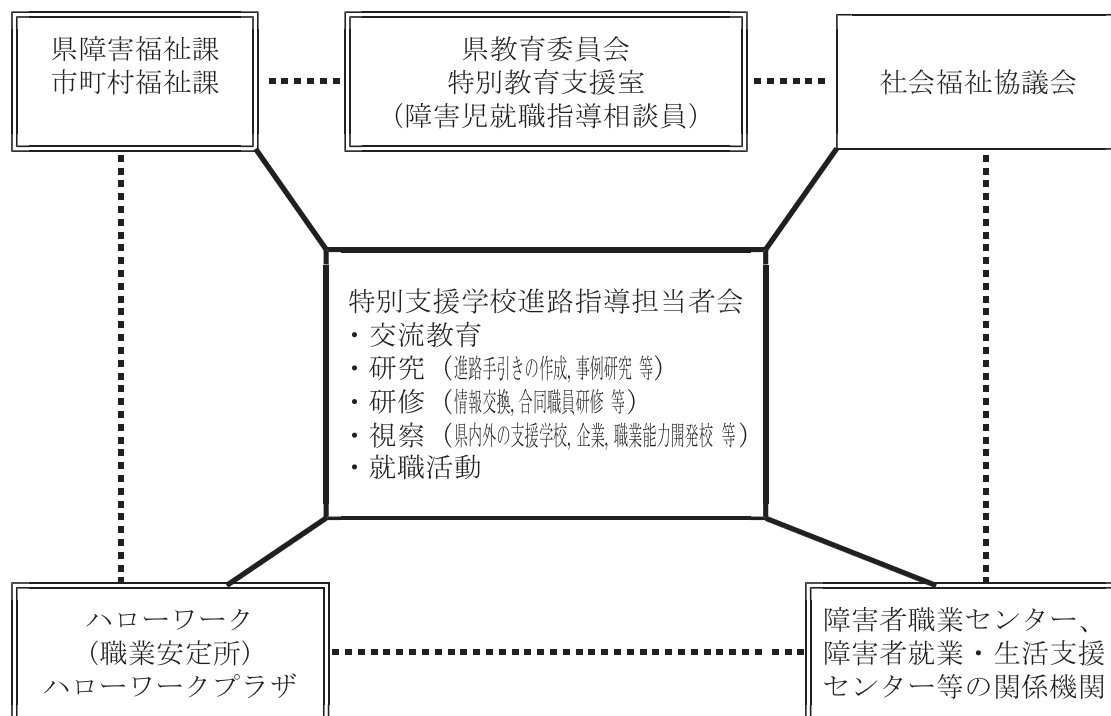 県障害福祉課
市町村福祉課
県教育委員会
特別教育支援室
（障害児就職指導相談員）
社会福祉協議会
特別支援学校進路指導担当者会
・交流教育
・研究（進路手引きの作成, 事例研究 等）
・研修（情報交換, 合同職員研修 等）
・視察（県内外の支援学校, 企業, 職業能力開発校 等）
・就職活動
ハローワーク
（職業安定所）
ハローワークプラザ
障害者職業センター、
障害者就業・生活支援
センター等の関係機関